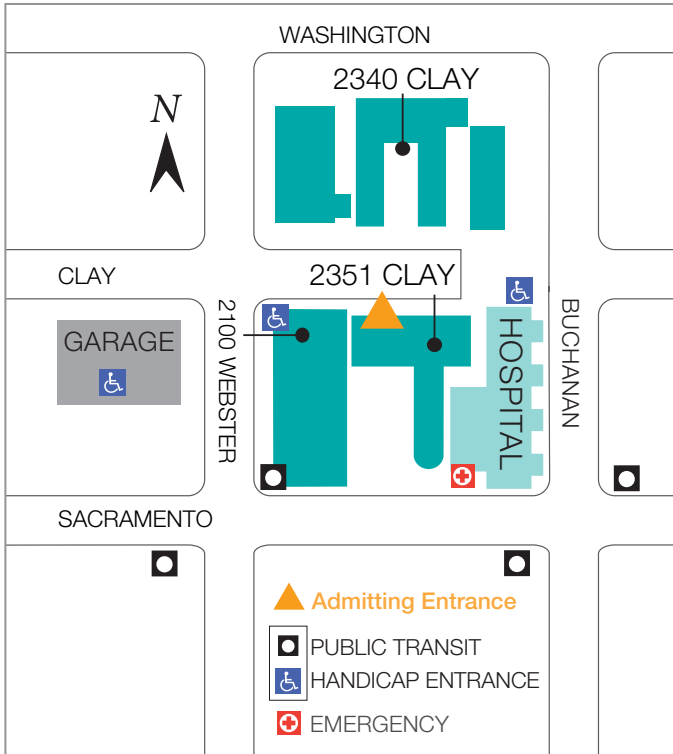 WASHINGTON
2340 CLAY
N
CLAY
2351 CLAY
GARAGE
2100 WEBSTER
HOSPITAL
BUCHANAN
SACRAMENTO
Admitting Entrance
PUBLIC TRANSIT
HANDICAP ENTRANCE
EMERGENCY